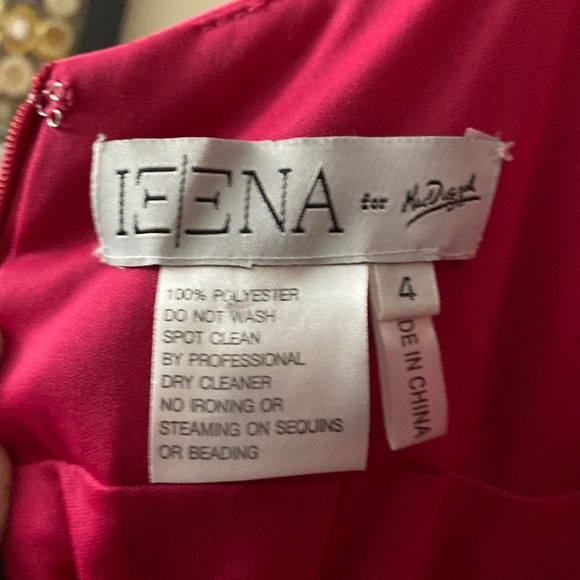 IEENA for Mac Duggal
100% POLYESTER
DO NOT WASH
SPOT CLEAN
BY PROFESSIONAL
DRY CLEANER
NO IRONING OR
STEAMING ON SEQUINS
OR BEADING
4
DE IN CHINA